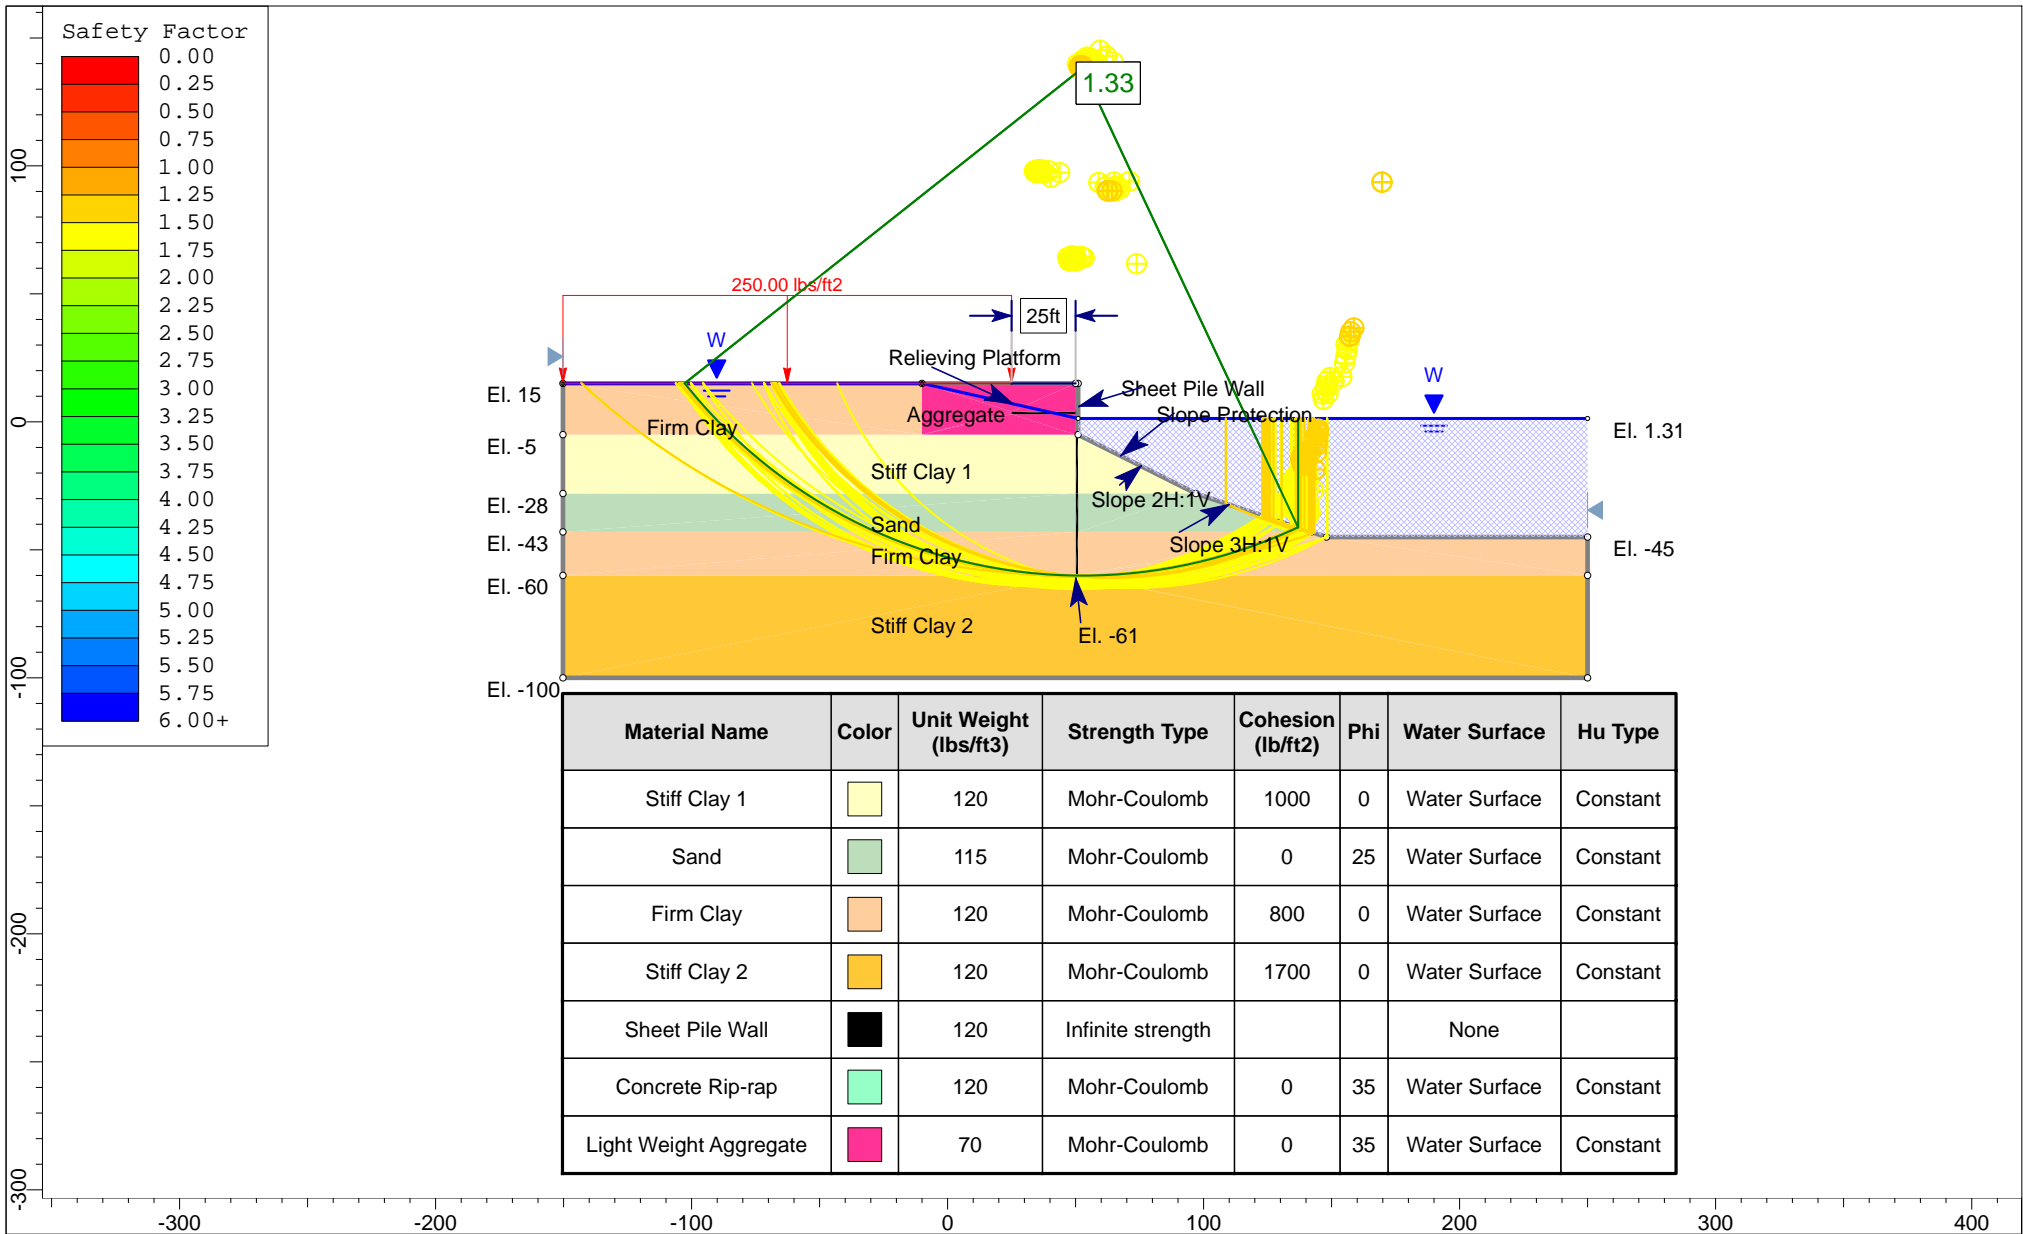 Safety Factor
0.00
0.25
0.50
0.75
1.00
1.25
1.50
1.75
2.00
2.25
2.50
2.75
3.00
3.25
3.50
3.75
4.00
4.25
4.50
4.75
5.00
5.25
5.50
5.75
6.00+
1.33
250.00 lbs/ft2
25ft
W
Relieving Platform
W
El. 15
Sheet Pile Wall
Aggregate
Slope Protection
Firm Clay
El. 1.31
El. -5
Stiff Clay 1
El. -28
Slope 2H:1V
Sand
El. -43
Slope 3H:1V
El. -45
Firm Clay
El. -60
Stiff Clay 2
El. -61
El. -100
Material Name Color Unit Weight (lbs/ft3) Strength Type Cohesion (lb/ft2) Phi Water Surface Hu Type
Stiff Clay 1 120 Mohr-Coulomb 1000 0 Water Surface Constant
Sand 115 Mohr-Coulomb 0 25 Water Surface Constant
Firm Clay 120 Mohr-Coulomb 800 0 Water Surface Constant
Stiff Clay 2 120 Mohr-Coulomb 1700 0 Water Surface Constant
Sheet Pile Wall 120 Infinite strength None
Concrete Rip-rap 120 Mohr-Coulomb 0 35 Water Surface Constant
Light Weight Aggregate 70 Mohr-Coulomb 0 35 Water Surface Constant
100
0
-100
-200
-300
-300 -200 -100 0 100 200 300 400